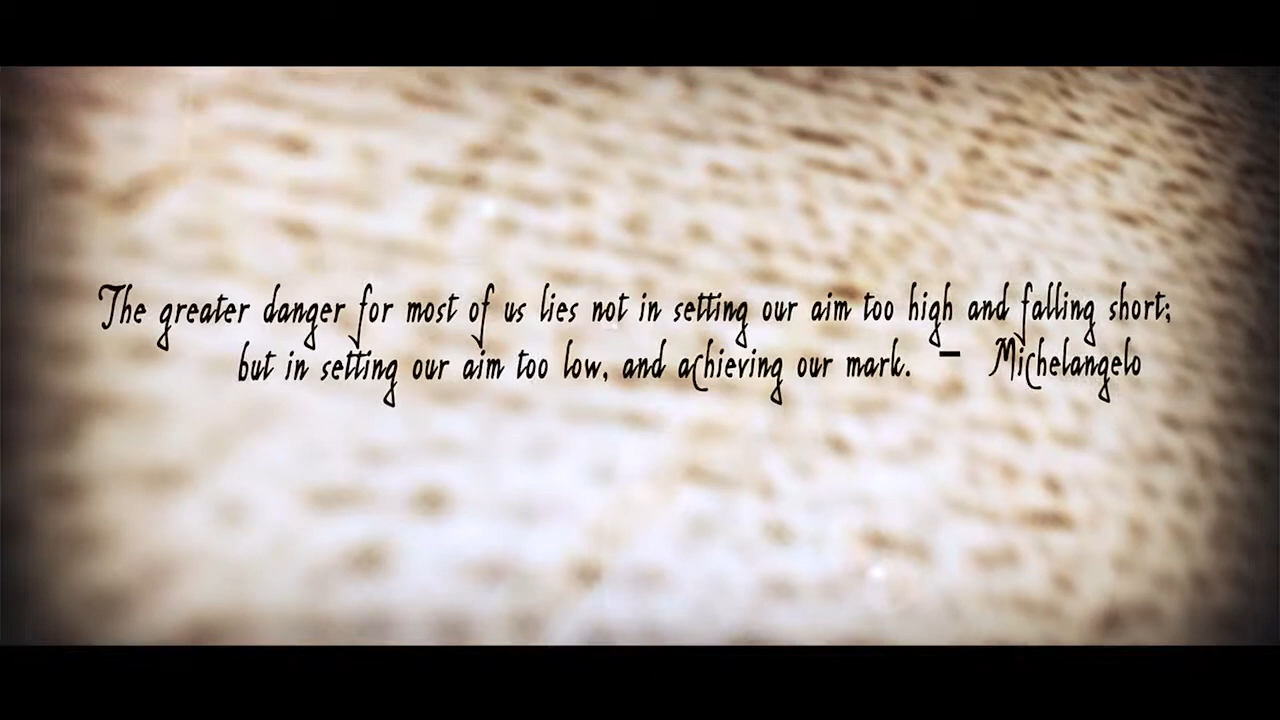 The greater danger for most of us lies not in setting our aim too high and falling short;
but in setting our aim too low, and achieving our mark. – Michelangelo